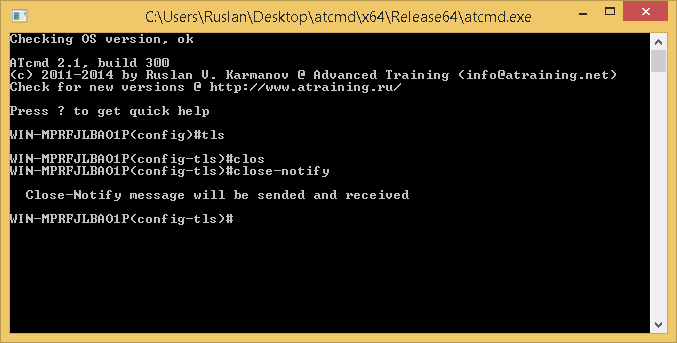 C:\Users\Ruslan\Desktop\atcmd\x64\Release64\atcmd.exe
Checking OS version, ok
ATcmd 2.1, build 300
(c) 2011-2014 by Ruslan V. Karmanov @ Advanced Training (info@atraining.net)
Check for new versions @ http://www.atraining.ru/
Press ? to get quick help
WIN-MPRFJLBAO1P(config)#tls
WIN-MPRFJLBAO1P(config-tls)#clos
WIN-MPRFJLBAO1P(config-tls)#close-notify
Close-Notify message will be sended and received
WIN-MPRFJLBAO1P(config-tls)#